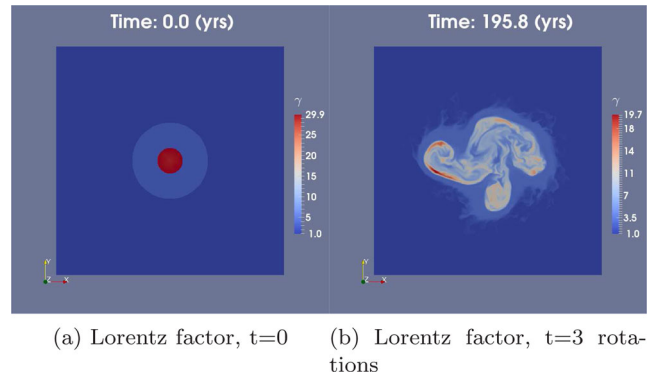 Time: 0.0 (yrs)
Time: 195.8 (yrs)
γ
29.9
25
20
15
10
5
1.0
γ
19.7
18
14
11
7
3.5
1.0
Y
Z
X
Y
Z
X
(a) Lorentz factor, t=0
(b) Lorentz factor, t=3 rota-
tions